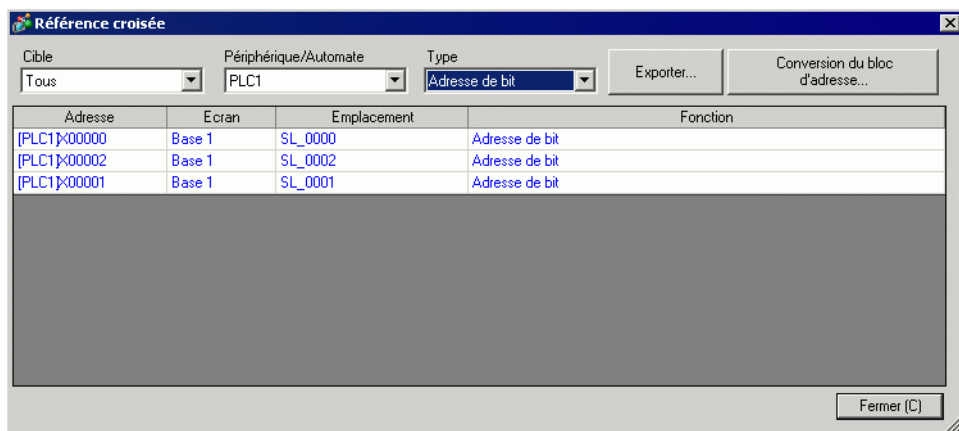 Référence croisée
Cible Périphérique/Automate Type
Tous PLC1 Adresse de bit Exporter... Conversion du bloc
d'adresse...
Adresse Ecran Emplacement Fonction
[PLC1]X00000 Base 1 SL_0000 Adresse de bit
[PLC1]X00002 Base 1 SL_0002 Adresse de bit
[PLC1]X00001 Base 1 SL_0001 Adresse de bit
Fermer (C)